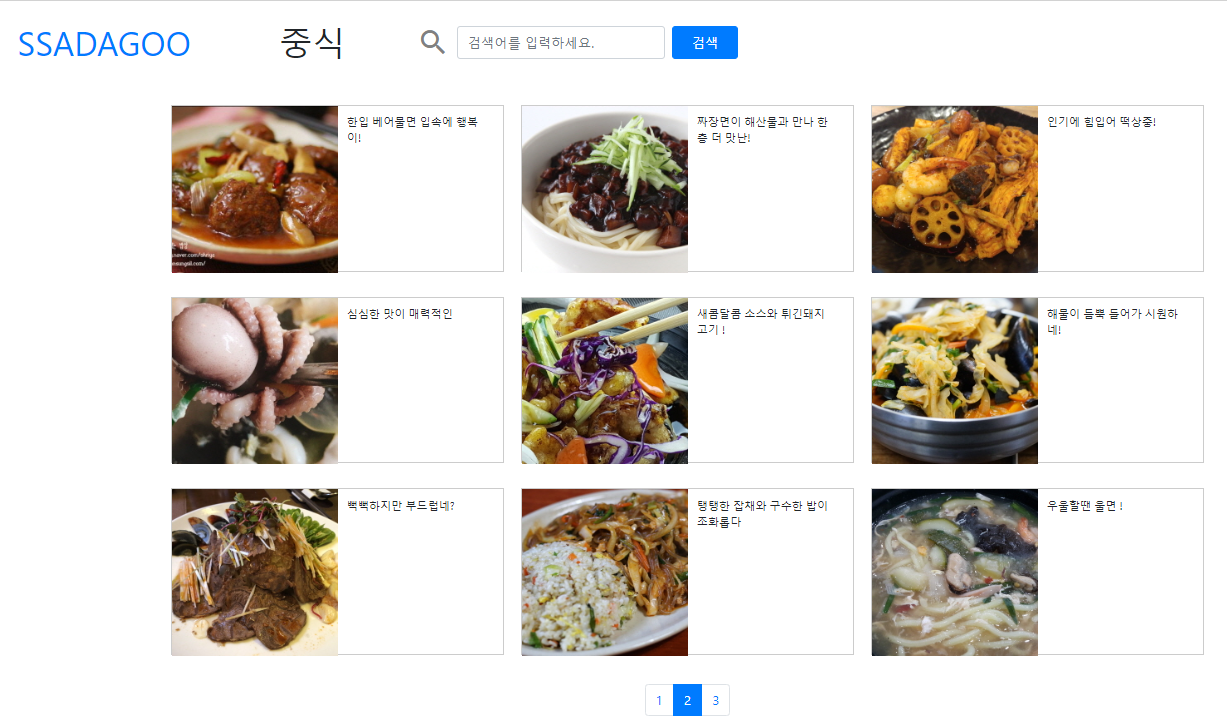 SSADAGOO
중식
검색어를 입력하세요.
검색
한입 베어물면 입속에 행복
이!
짜장면이 해산물과 만나 한
층 더 맛난!
인기에 힘입어 떡상중!
심심한 맛이 매력적인
새콤달콤 소스와 튀긴돼지
고기 !
해물이 듬뿍 들어가 시원하
네!
뻑뻑하지만 부드럽네?
탱탱한 잡채와 구수한 밥이
조화롭다
우울할땐 울면 !
1 2 3